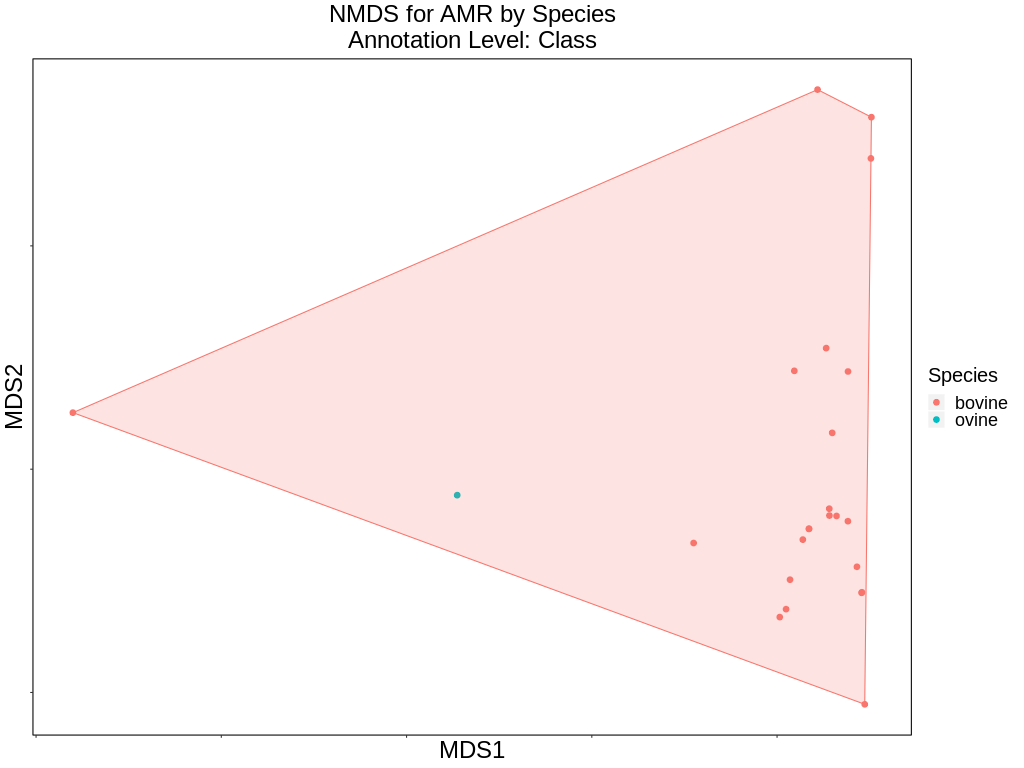 NMDS for AMR by Species
Annotation Level: Class
MDS2
MDS1
Species
bovine
ovine